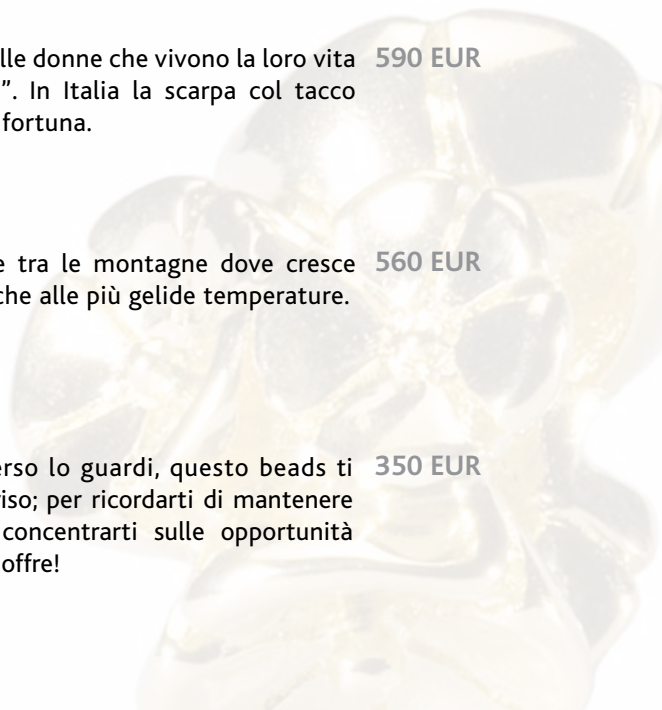 lle donne che vivono la loro vita 590 EUR
”. In Italia la scarpa col tacco
fortuna.
e tra le montagne dove cresce 560 EUR
che alle più gelide temperature.
erso lo guardi, questo beads ti 350 EUR
iso; per ricordarti di mantenere
concentrarti sulle opportunità
offre!